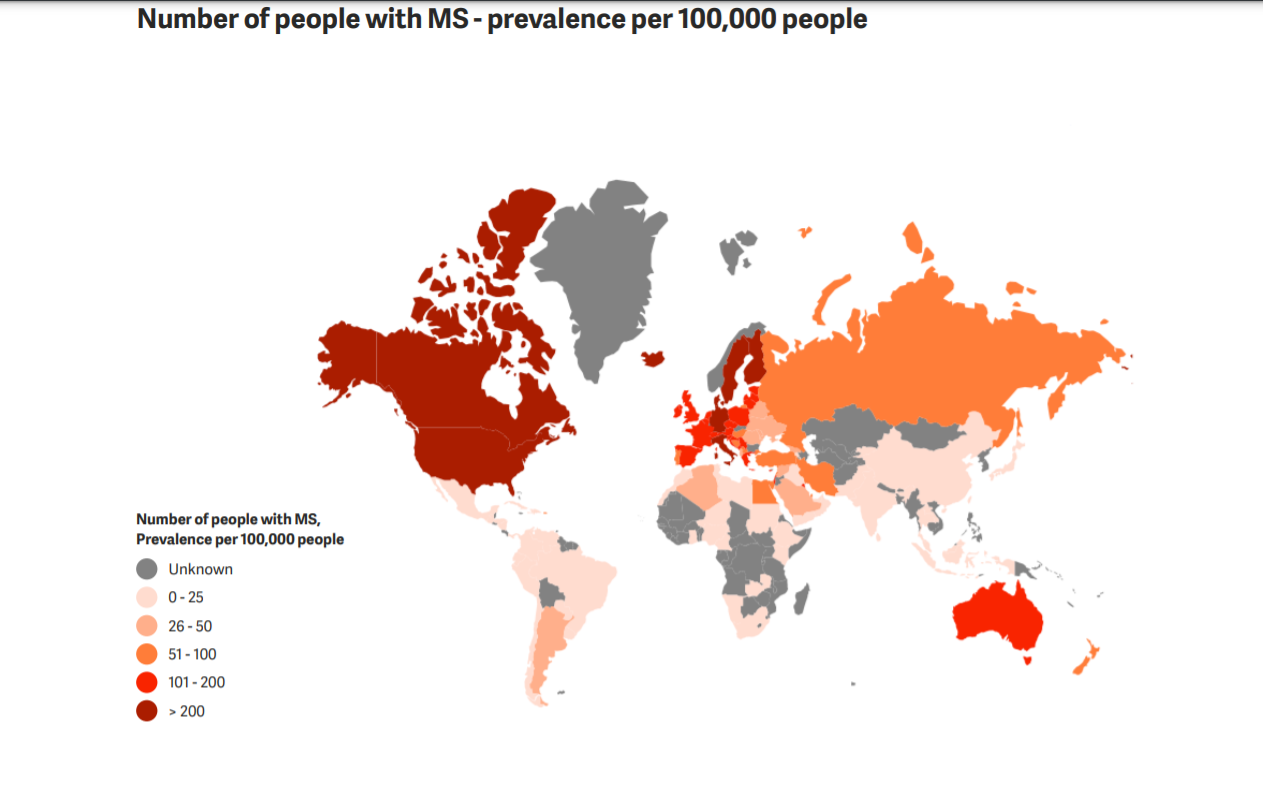 Number of people with MS - prevalence per 100,000 people
Number of people with MS,
Prevalence per 100,000 people
Unknown
0 - 25
26 - 50
51 - 100
101 - 200
> 200